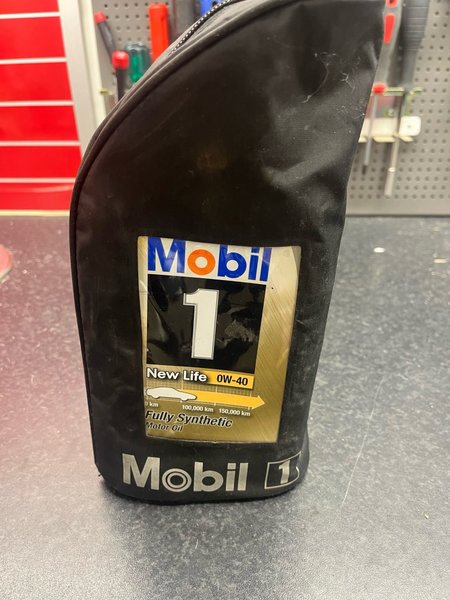 Mobil
1
New Life 0W-40
0 km 100,000 km 150,000 km
Fully Synthetic
Motor Oil
Mobil 1